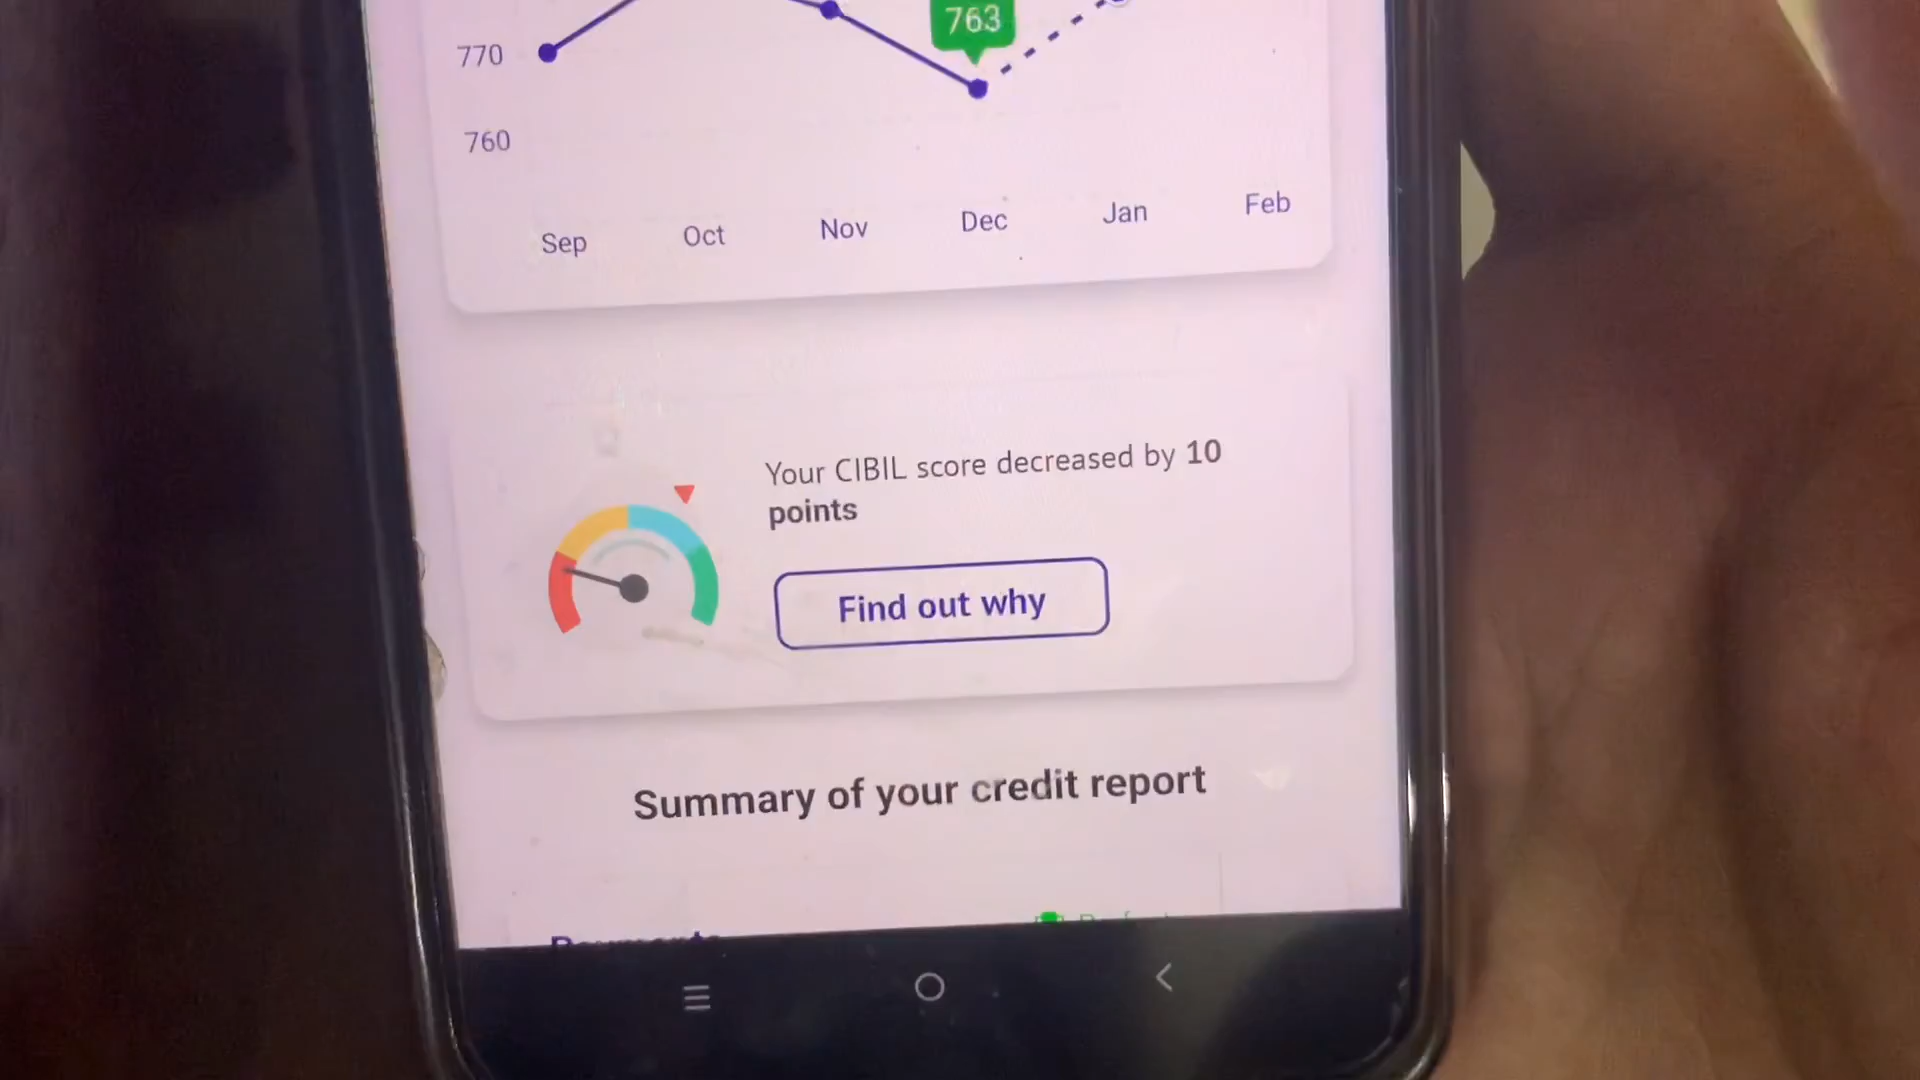 763
770
760
Sep Oct Nov Dec Jan Feb
Your CIBIL score decreased by 10
points
Find out why
Summary of your credit report